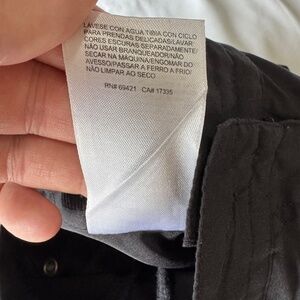 LAVESE CON AGUA TIBIA CON CICLO
PARA PRENDAS DELICADAS/LAVAR
CORES ESCURAS SEPARADAMENTE/
NÃO USAR BRANQUEADOR/NÃO
SECAR NA MÁQUINA/ENGOMAR DO
AVESSO/PASSAR A FERRO A FRIO/
NÃO LIMPAR AO SECO
RN# 69421 CA# 17335